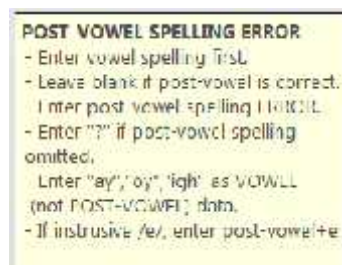 POST VOWEL SPELLING ERROR
- Enter vowel spelling first.
- Leave blank if post-vowel is correct.
Enter post vowel spelling ERROR.
- Enter "?" if post-vowel spelling
omitted.
Enter "ay", "oy", "igh" as VOWEL
(not POST-VOWEL) data.
- If instrusive /e/, enter post-vowel+e